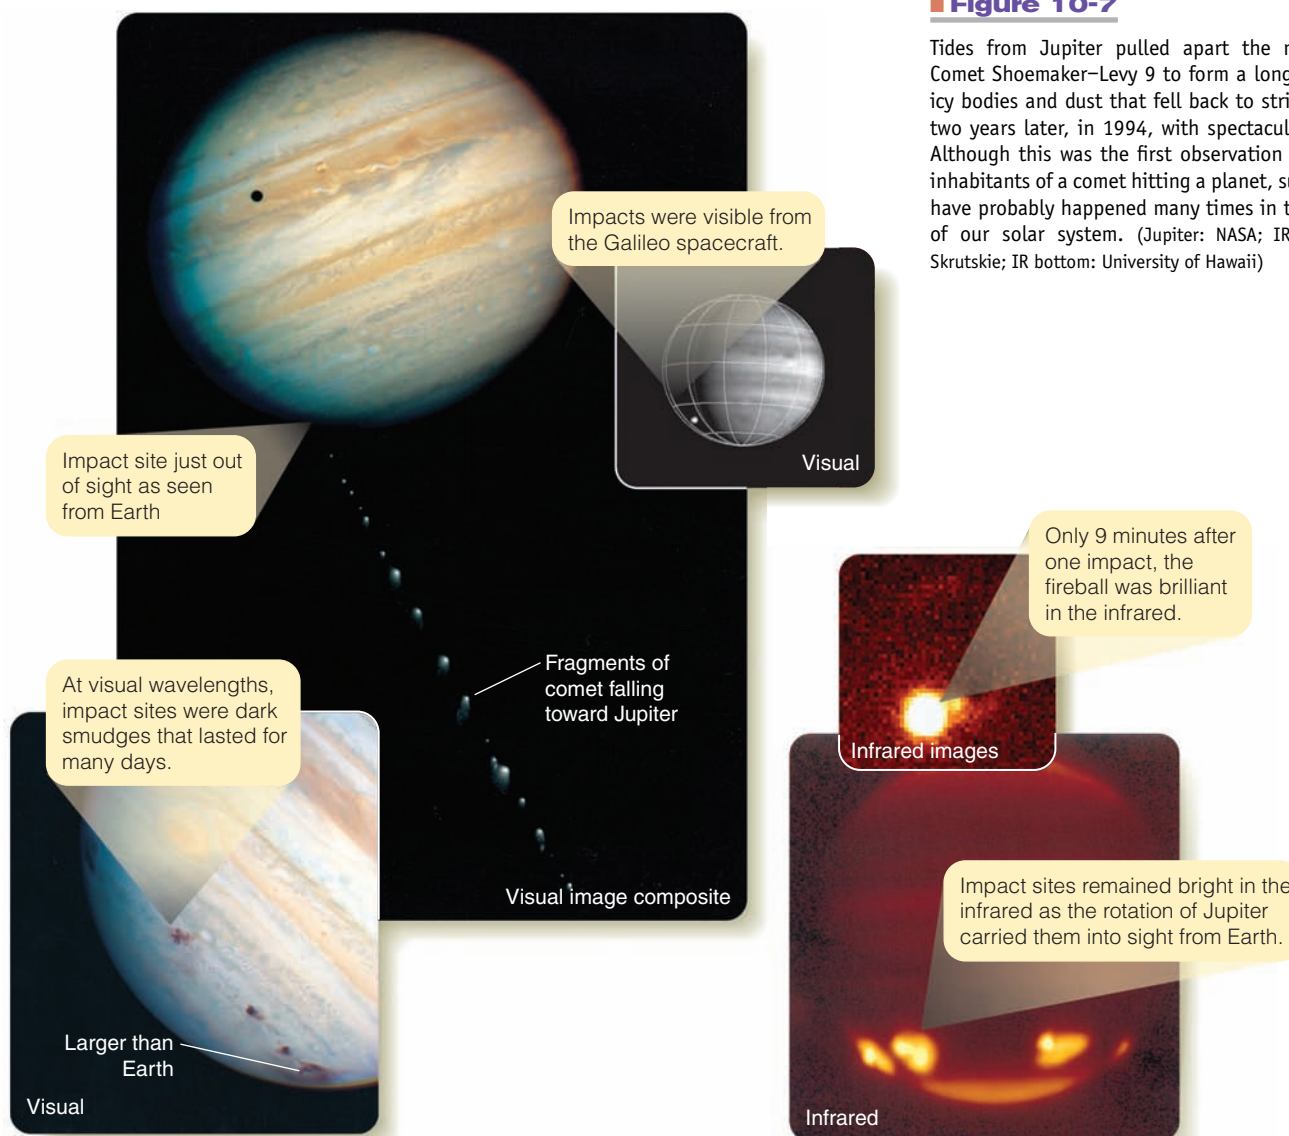 Figure 10-7
Tides from Jupiter pulled apart the
Comet Shoemaker–Levy 9 to form a long
icy bodies and dust that fell back to
two years later, in 1994, with
Although this was the first observation
inhabitants of a comet hitting a planet,
have probably happened many times in
of our solar system. (Jupiter: NASA; IR
Skrutskie; IR bottom: University of Hawaii)
Impacts were visible from
the Galileo spacecraft.
Visual
Impact site just out
of sight as seen
from Earth
Only 9 minutes after
one impact, the
fireball was brilliant
in the infrared.
Fragments of
comet falling
toward Jupiter
At visual wavelengths,
impact sites were dark
smudges that lasted for
many days.
Infrared images
Visual image composite
Impact sites remained bright in the
infrared as the rotation of Jupiter
carried them into sight from Earth.
Larger than
Earth
Visual
Infrared